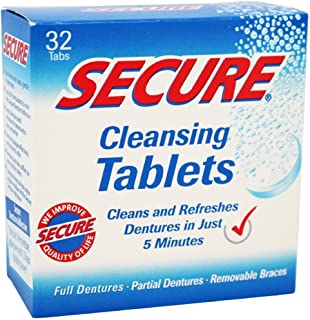 32
Tabs
SECURE®
Cleansing
Tablets
Cleans and Refreshes
Dentures in Just
5 Minutes
WE IMPROVE
SECURE
QUALITY OF LIFE
Full Dentures · Partial Dentures · Removable Braces